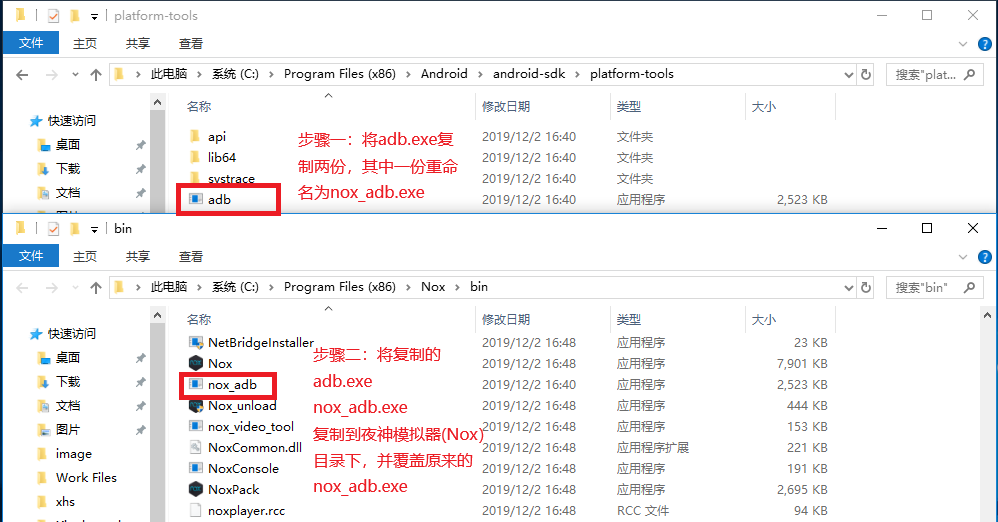 platform-tools
文件 主页 共享 查看
此电脑 系统 (C:) Program Files (x86) Android android-sdk platform-tools 搜索"plat...
名称 修改日期 类型 大小
快速访问
桌面
下载
文档
api 2019/12/2 16:40 文件夹
lib64 2019/12/2 16:40 文件夹
systrace 2019/12/2 16:40 文件夹
adb 2019/12/2 16:40 应用程序 2,523 KB
步骤一：将adb.exe复
制两份，其中一份重命
名为nox_adb.exe
bin
文件 主页 共享 查看
此电脑 系统 (C:) Program Files (x86) Nox bin 搜索"bin"
名称 修改日期 类型 大小
快速访问
桌面
下载
文档
图片
image
Work Files
xhs
NetBridgeInstaller 2019/12/2 16:48 应用程序 23 KB
Nox 2019/12/2 16:48 应用程序 7,901 KB
nox_adb 2019/12/2 16:40 应用程序 2,523 KB
Nox_unload 2019/12/2 16:48 应用程序 444 KB
nox_video_tool 2019/12/2 16:48 应用程序 153 KB
NoxCommon.dll 2019/12/2 16:48 应用程序扩展 221 KB
NoxConsole 2019/12/2 16:48 应用程序 191 KB
NoxPack 2019/12/2 16:48 应用程序 2,695 KB
noxplayer.rcc 2019/12/2 16:48 RCC 文件 94 KB
步骤二：将复制的
adb.exe
nox_adb.exe
复制到夜神模拟器(Nox)
目录下，并覆盖原来的
nox_adb.exe